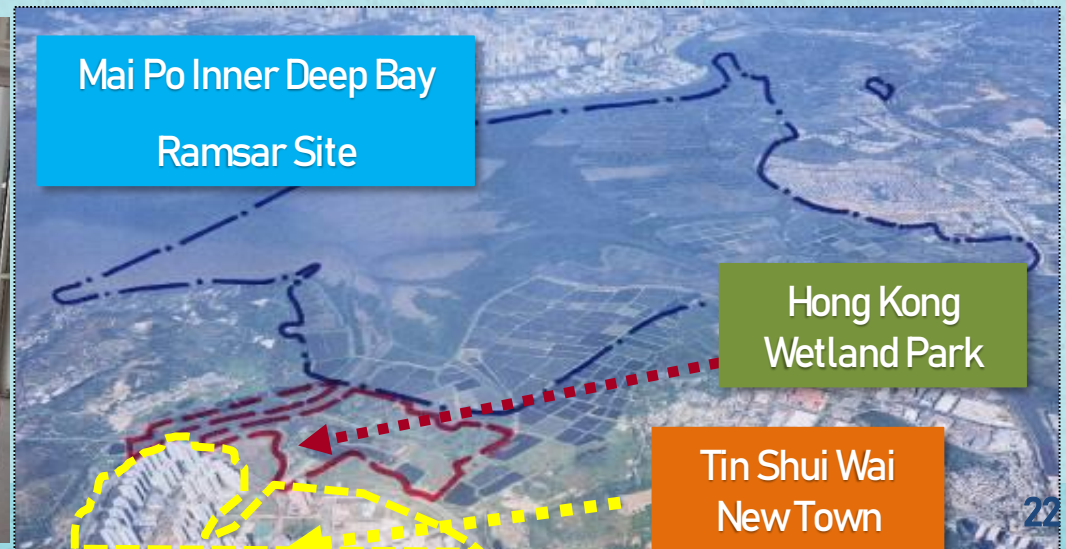 Mai Po Inner Deep Bay
Ramsar Site
Hong Kong
Wetland Park
Tin Shui Wai
New Town
22